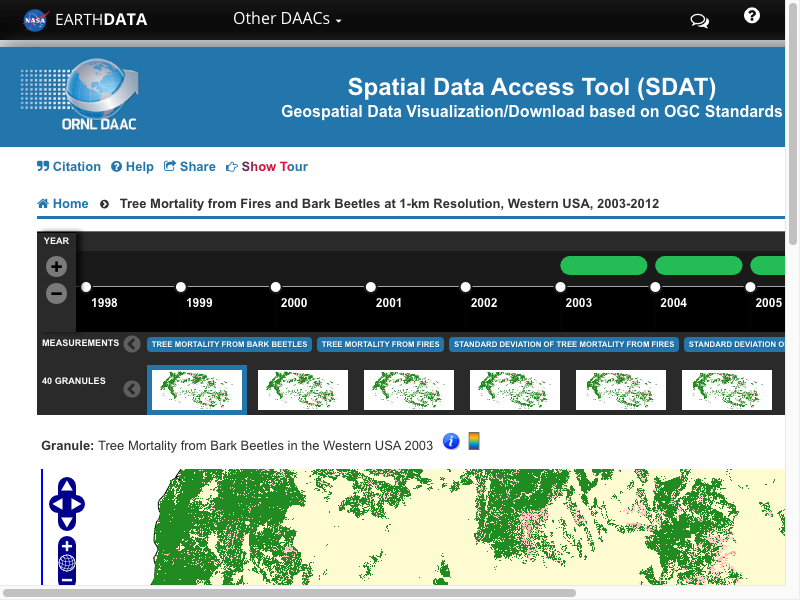 NASA EARTHDATA Other DAACs
Spatial Data Access Tool (SDAT)
Geospatial Data Visualization/Download based on OGC Standards
ORNL DAAC
Citation Help Share Show Tour
Home Tree Mortality from Fires and Bark Beetles at 1-km Resolution, Western USA, 2003-2012
YEAR
1998 1999 2000 2001 2002 2003 2004 2005
MEASUREMENTS TREE MORTALITY FROM BARK BEETLES TREE MORTALITY FROM FIRES STANDARD DEVIATION OF TREE MORTALITY FROM FIRES STANDARD DEVIATION
40 GRANULES
Granule: Tree Mortality from Bark Beetles in the Western USA 2003